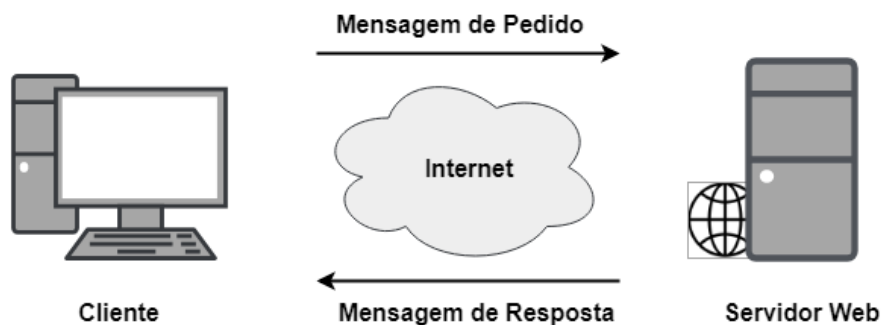 Mensagem de Pedido
Internet
Mensagem de Resposta
Cliente
Servidor Web